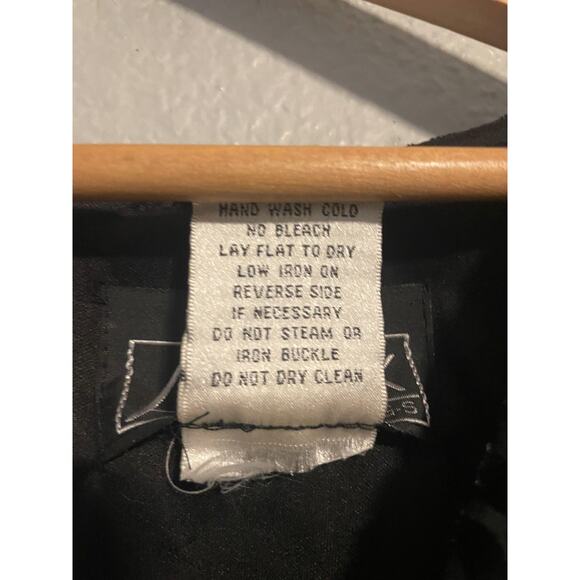 HAND WASH COLD
NO BLEACH
LAY FLAT TO DRY
LOW IRON ON
REVERSE SIDE
IF NECESSARY
DO NOT STEAM OR
IRON BUCKLE
DO NOT DRY CLEAN